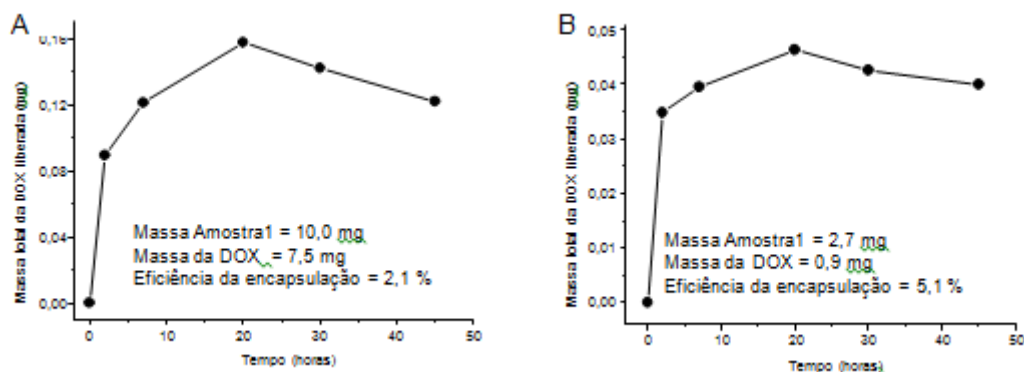 A
Massa total da DOX liberada (µg)
0,16
0,12
0,08
0,04
0,00
Massa Amostra1 = 10,0 mg
Massa da DOX = 7,5 mg
Eficiência da encapsulação = 2,1 %
0 10 20 30 40 50
Tempo (horas)
B
Massa total da DOX liberada (µg)
0,05
0,04
0,03
0,02
0,01
0,00
Massa Amostra1 = 2,7 mg
Massa da DOX = 0,9 mg
Eficiência da encapsulação = 5,1 %
0 10 20 30 40 50
Tempo (horas)